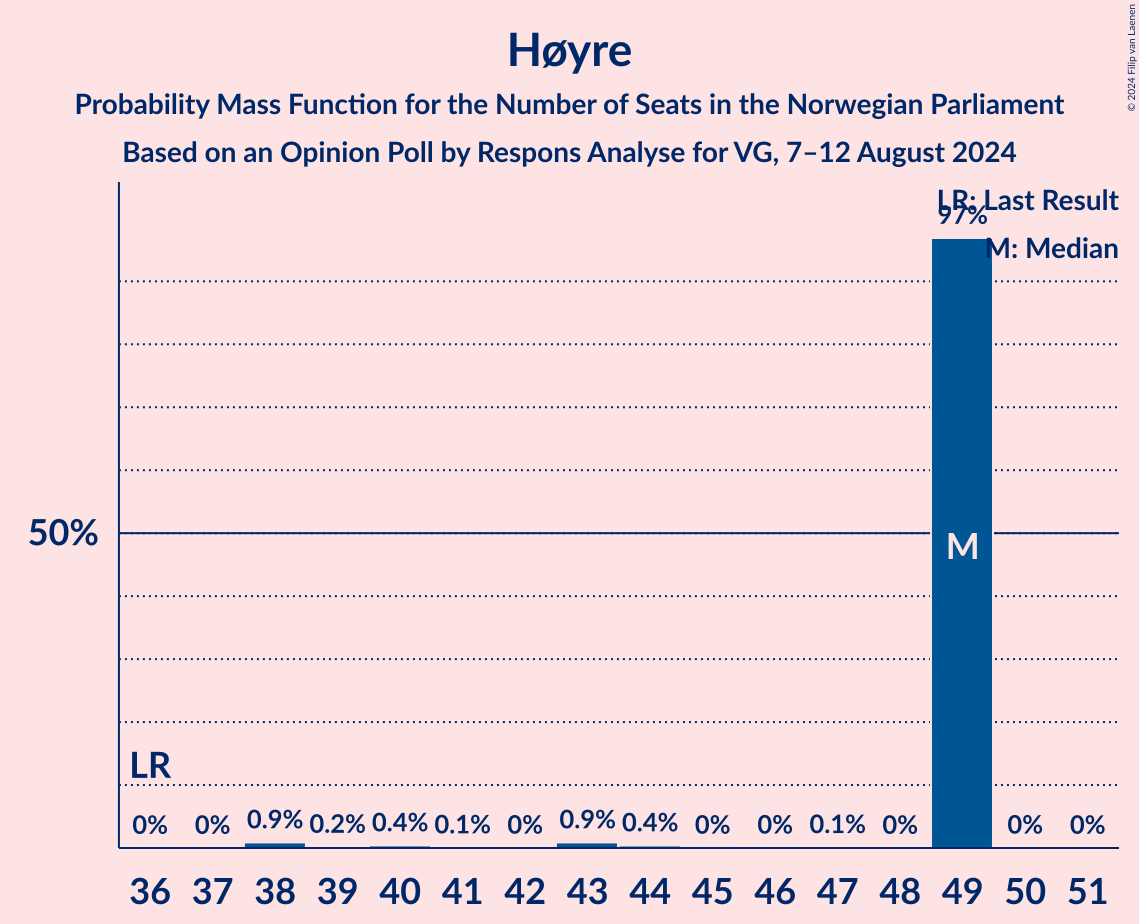 Høyre
Probability Mass Function for the Number of Seats in the Norwegian Parliament
Based on an Opinion Poll by Respons Analyse for VG, 7–12 August 2024
© 2024 Filip van Laenen
LR: Last Result
97%
M: Median
50%
M
LR
0% 0% 0.9% 0.2% 0.4% 0.1% 0% 0.9% 0.4% 0% 0% 0.1% 0% 0% 0%
36 37 38 39 40 41 42 43 44 45 46 47 48 49 50 51